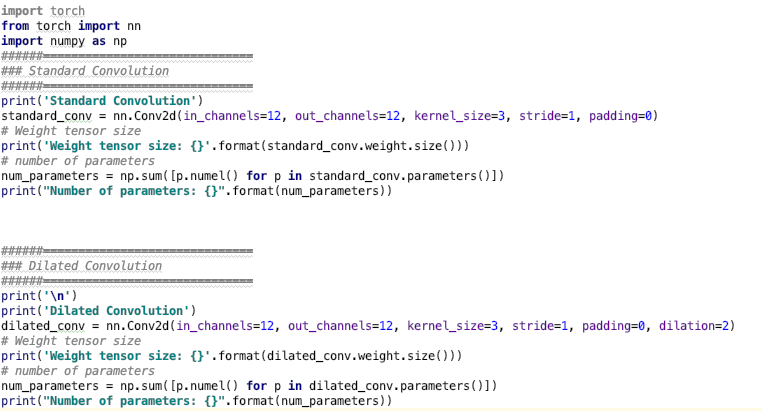 import torch
from torch import nn
import numpy as np
######==============================
### Standard Convolution
######==============================
print('Standard Convolution')
standard_conv = nn.Conv2d(in_channels=12, out_channels=12, kernel_size=3, stride=1, padding=0)
# Weight tensor size
print('Weight tensor size: {}'.format(standard_conv.weight.size()))
# number of parameters
num_parameters = np.sum([p.numel() for p in standard_conv.parameters()])
print("Number of parameters: {}".format(num_parameters))
######==============================
### Dilated Convolution
######==============================
print('\n')
print('Dilated Convolution')
dilated_conv = nn.Conv2d(in_channels=12, out_channels=12, kernel_size=3, stride=1, padding=0, dilation=2)
# Weight tensor size
print('Weight tensor size: {}'.format(dilated_conv.weight.size()))
# number of parameters
num_parameters = np.sum([p.numel() for p in dilated_conv.parameters()])
print("Number of parameters: {}".format(num_parameters))